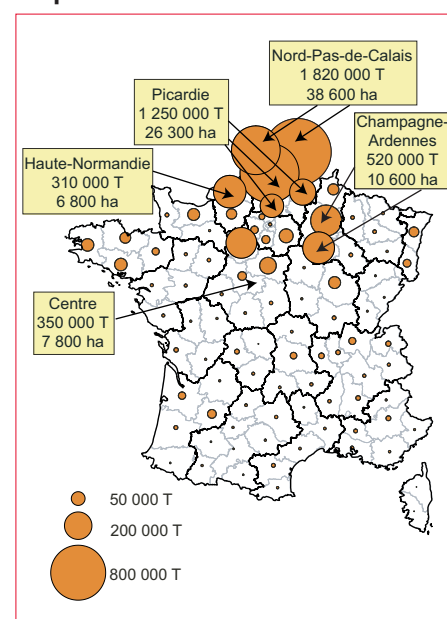 Nord-Pas-de-Calais
1 820 000 T
38 600 ha
Picardie
1 250 000 T
26 300 ha
Champagne-
Ardennes
520 000 T
10 600 ha
Haute-Normandie
310 000 T
6 800 ha
Centre
350 000 T
7 800 ha
50 000 T
200 000 T
800 000 T